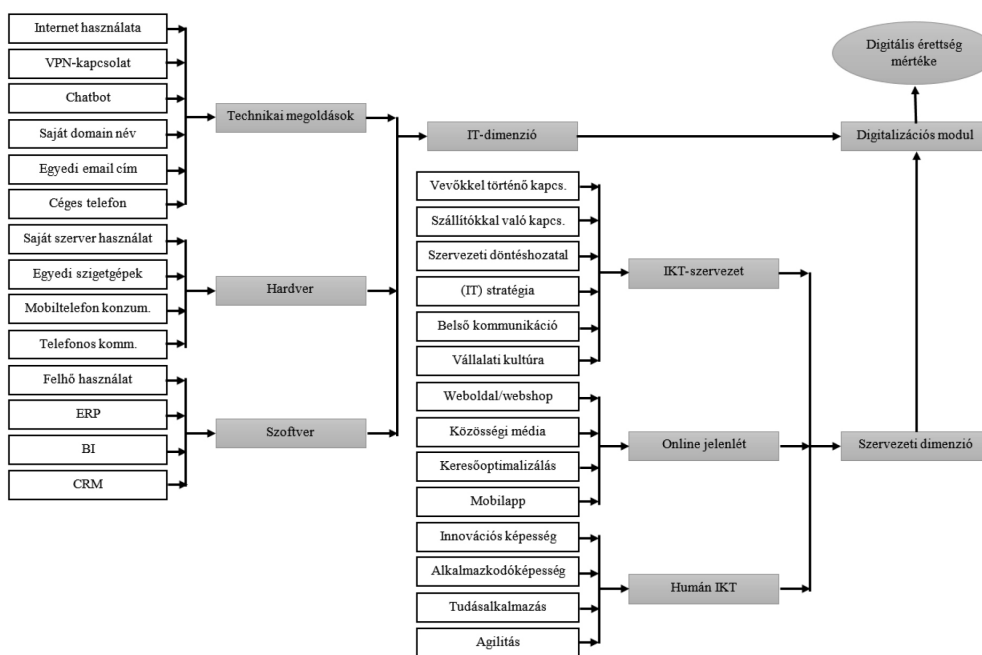 Internet használata
VPN-kapcsolat
Chatbot
Saját domain név
Egyedi email cím
Céges telefon
Saját szerver használat
Egyedi szigetgépek
Mobiltelefon konzum.
Telefonos komm.
Felhő használat
ERP
BI
CRM
Technikai megoldások
Hardver
Szoftver
IT-dimenzió
Vevőkkel történő kapcs.
Szállítókkal való kapcs.
Szervezeti döntéshozatal
(IT) stratégia
Belső kommunikáció
Vállalati kultúra
Weboldal/webshop
Közösségi média
Keresőoptimalizálás
Mobilapp
Innovációs képesség
Alkalmazkodóképesség
Tudásalkalmazás
Agilitás
IKT-szervezet
Online jelenlét
Humán IKT
Digitális érettség
mértéke
Digitalizációs modul
Szervezeti dimenzió